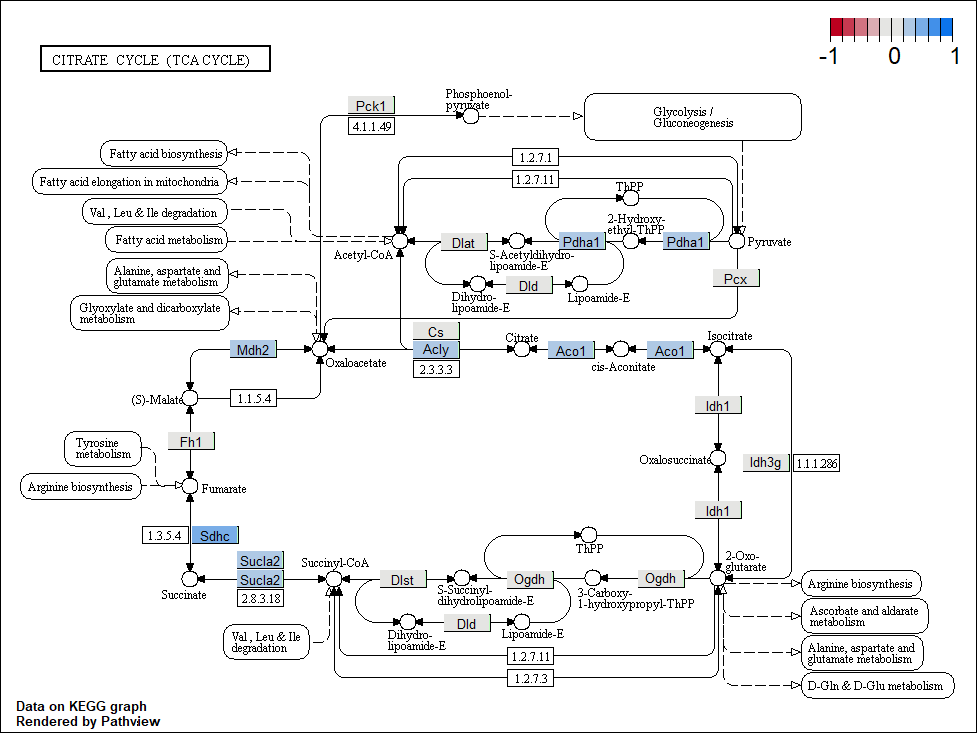 -1
0
1
CITRATE CYCLE (TCA CYCLE)
Phosphoenol-
pyruvate
Pck1
4.1.1.49
Glycolysis /
Gluconeogenesis
Fatty acid biosynthesis
Fatty acid elongation in mitochondria
Val, Leu & Ile degradation
Fatty acid metabolism
1.2.7.1
1.2.7.11
ThPP
2-Hydroxy-
ethyl-ThPP
Acetyl-CoA
Dlat
S-Acetyldihydro-
lipoamide-E
Pdha1
Pdha1
Pyruvate
Alanine, aspartate and
glutamate metabolism
Glyoxylate and dicarboxylate
metabolism
Dld
Dihydro-
lipoamide-E
Lipoamide-E
Pcx
Cs
Acly
2.3.3.3
Mdh2
Oxaloacetate
Citrate
Aco1
cis-Aconitate
Aco1
Isocitrate
(S)-Malate
1.1.5.4
Idh1
Fh1
Tyrosine
metabolism
Arginine biosynthesis
Fumarate
Oxalosuccinate
Idh3g
1.1.1.286
Idh1
1.3.5.4
Sdhc
Sucla2
Sucla2
2.8.3.18
Succinate
Succinyl-CoA
Dlst
S-Succinyl-
dihydrolipoamide-E
Ogdh
ThPP
3-Carboxy-
1-hydroxypropyl-ThPP
Ogdh
2-Oxo-
glutarate
Val, Leu & Ile
degradation
Dihydro-
lipoamide-E
Dld
Lipoamide-E
1.2.7.11
1.2.7.3
Arginine biosynthesis
Ascorbate and aldarate
metabolism
Alanine, aspartate and
glutamate metabolism
D-Gln & D-Glu metabolism
Data on KEGG graph
Rendered by Pathview